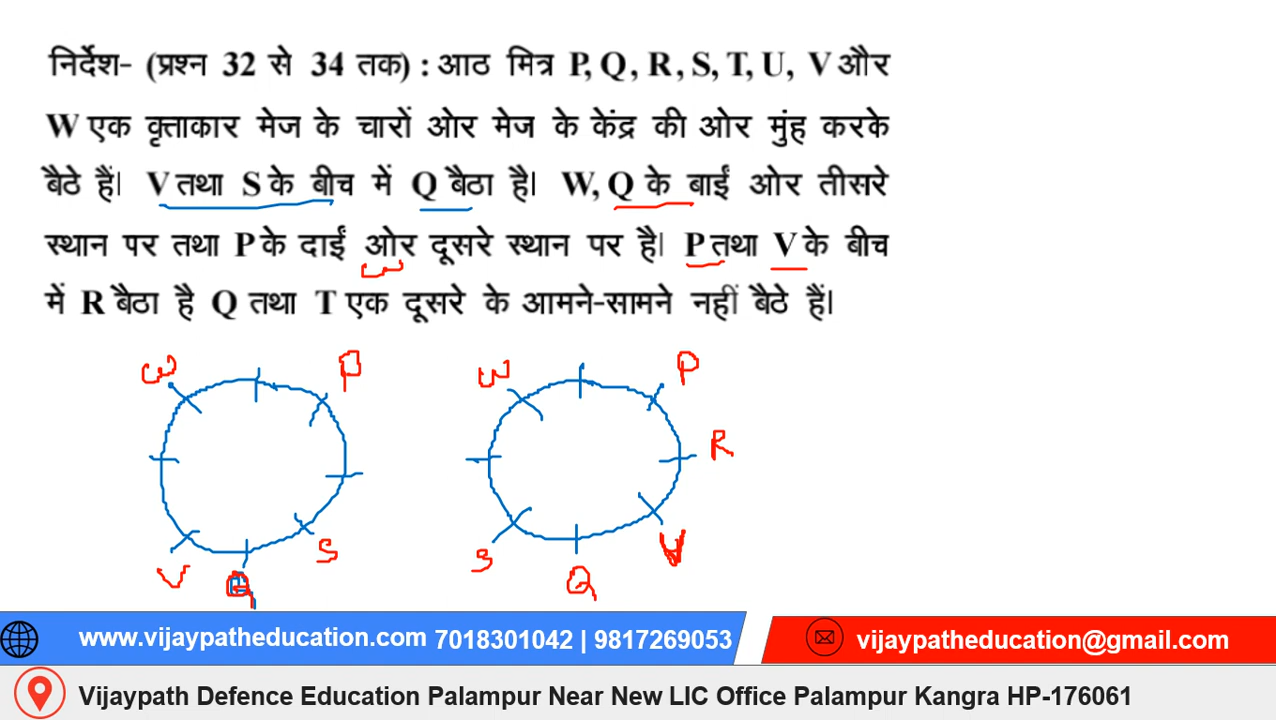 निर्देश- (प्रश्न 32 से 34 तक) : आठ मित्र P, Q, R, S, T, U, V और
W एक वृत्ताकार मेज के चारों ओर मेज के केंद्र की ओर मुंह करके
बैठे हैं। V तथा S के बीच में Q बैठा है। W, Q के बाईं ओर तीसरे
स्थान पर तथा P के दाईं ओर दूसरे स्थान पर है। P तथा V के बीच
में R बैठा है Q तथा T एक दूसरे के आमने-सामने नहीं बैठे हैं।
W
W P W P
R
V Q S S Q V
www.vijaypatheducation.com 7018301042 | 9817269053 vijaypatheducation@gmail.com
Vijaypath Defence Education Palampur Near New LIC Office Palampur Kangra HP-176061